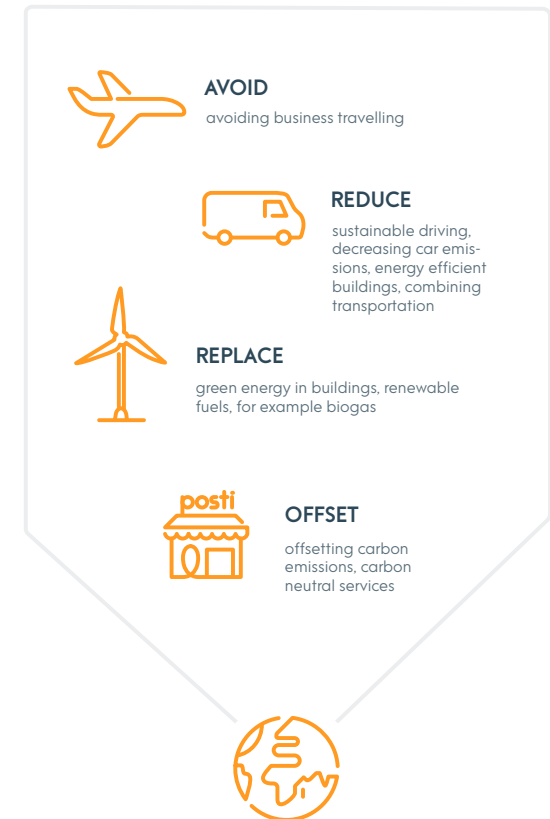 AVOID
avoiding business travelling
REDUCE
sustainable driving,
decreasing car emis-
sions, energy efficient
buildings, combining
transportation
REPLACE
green energy in buildings, renewable
fuels, for example biogas
posti
OFFSET
offsetting carbon
emissions, carbon
neutral services